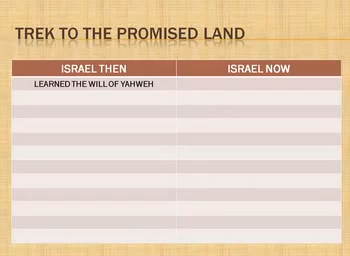 TREK TO THE PROMISED LAND
ISRAEL THEN ISRAEL NOW
LEARNED THE WILL OF YAHWEH